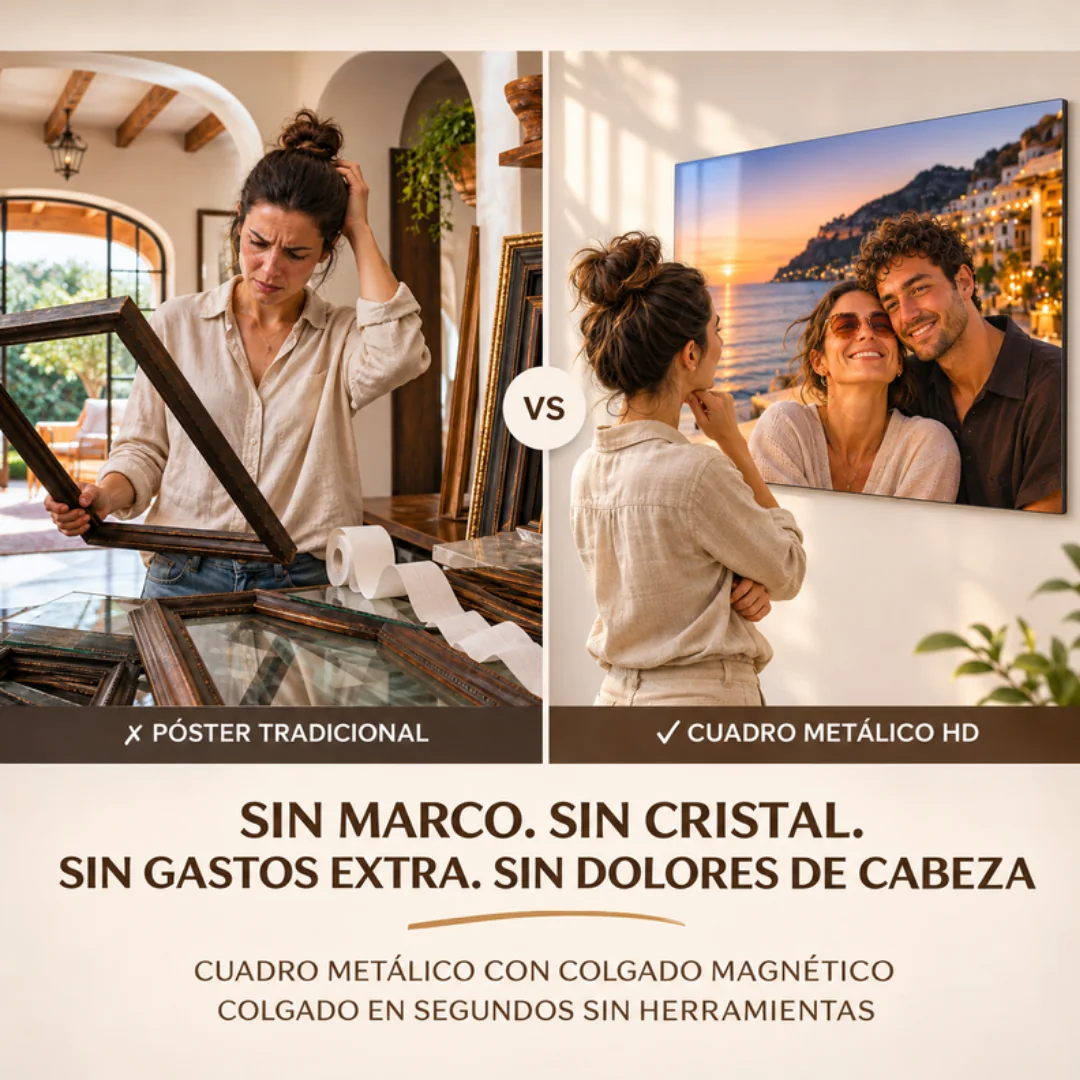 VS
✗ PÓSTER TRADICIONAL
✓ CUADRO METÁLICO HD
SIN MARCO. SIN CRISTAL.
SIN GASTOS EXTRA. SIN DOLORES DE CABEZA
CUADRO METÁLICO CON COLGADO MAGNÉTICO
COLGADO EN SEGUNDOS SIN HERRAMIENTAS